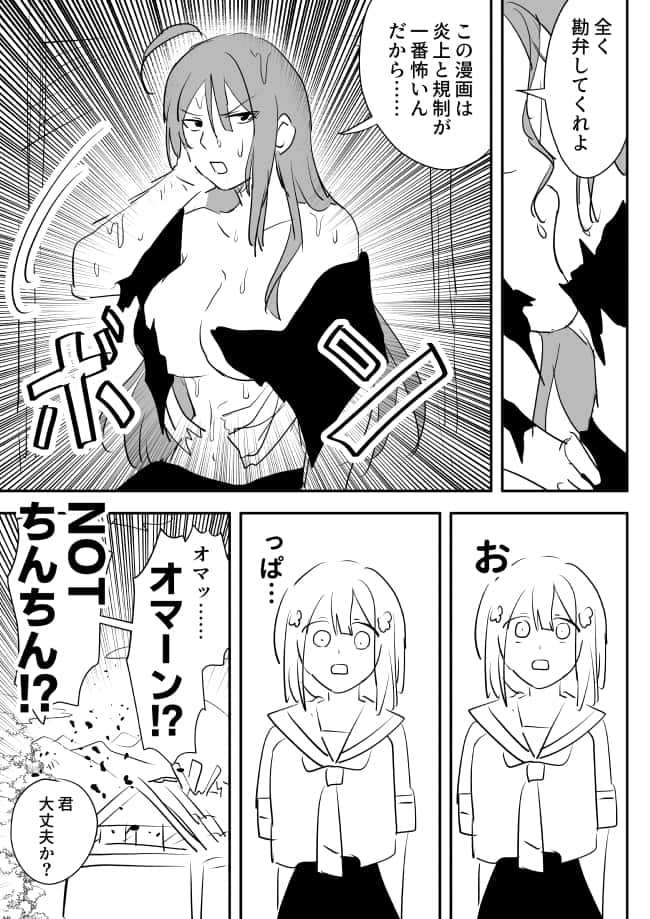 全く
勘弁してくれよ
この漫画は
炎上と規制が
一番怖いん
だから……
ボンッ
お
っぱ…
オマッ……
オマーン!?
NOT
ちんちん!?
君
大丈夫か?